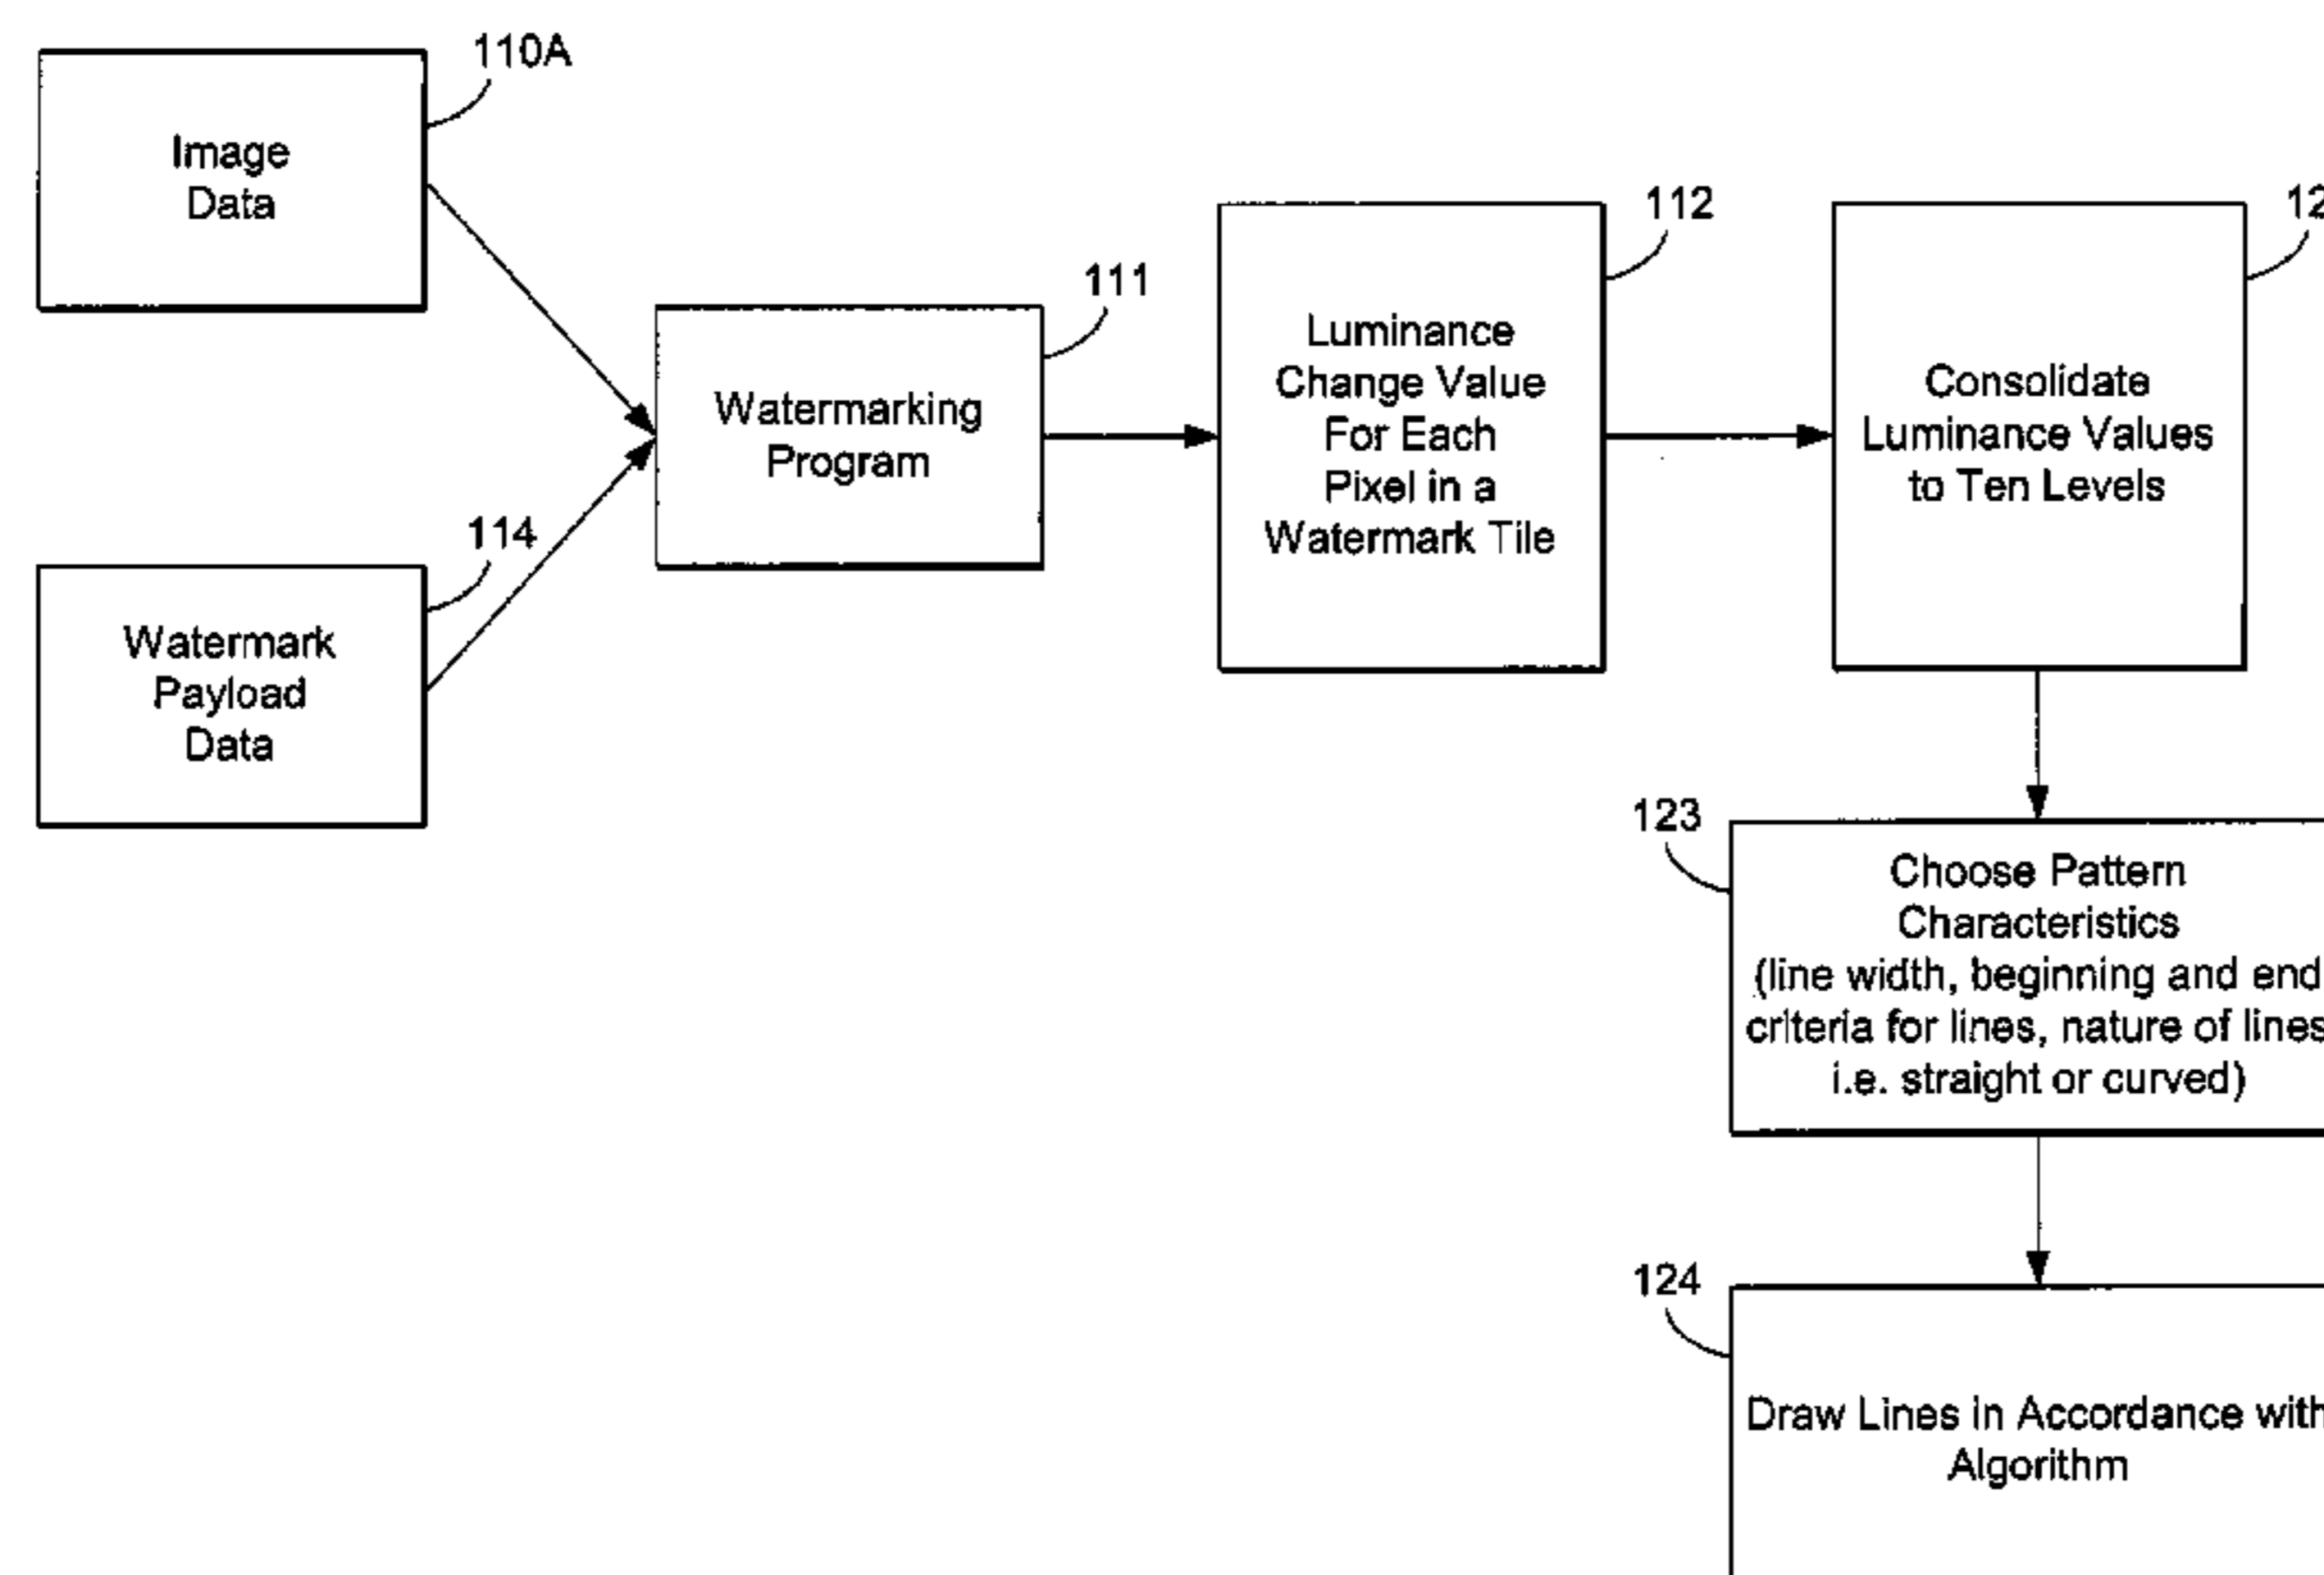 110A
Image
Data
114
Watermark
Payload
Data
111
Watermarking
Program
112
Luminance
Change Value
For Each
Pixel in a
Watermark Tile
Consolidate
Luminance Values
to Ten Levels
123
Choose Pattern
Characteristics
(line width, beginning and end
criteria for lines, nature of lines
i.e. straight or curved)
124
Draw Lines in Accordance with
Algorithm